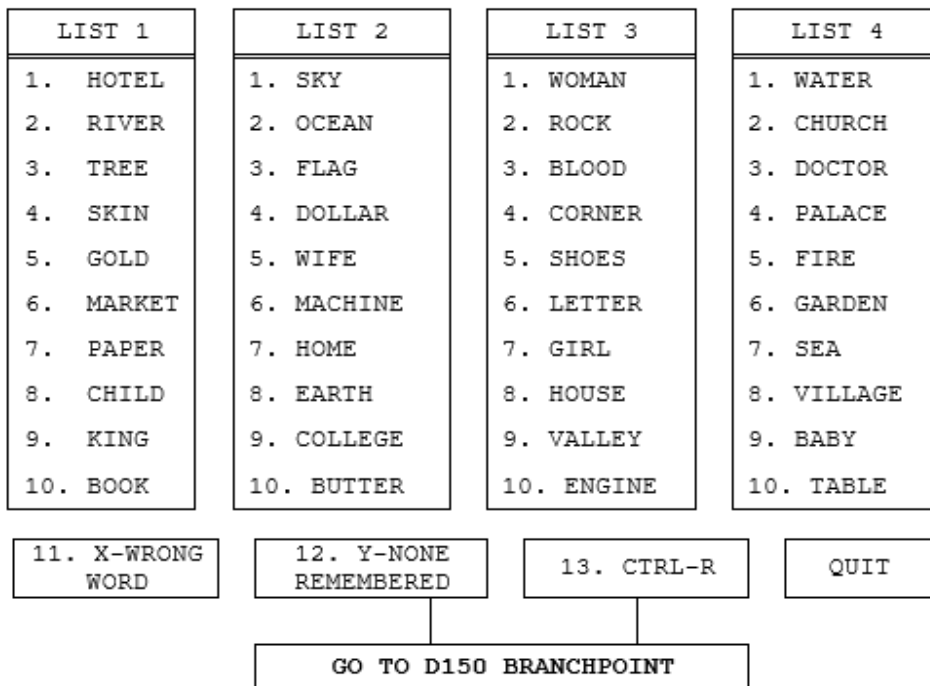 LIST 1
1. HOTEL
2. RIVER
3. TREE
4. SKIN
5. GOLD
6. MARKET
7. PAPER
8. CHILD
9. KING
10. BOOK
LIST 2
1. SKY
2. OCEAN
3. FLAG
4. DOLLAR
5. WIFE
6. MACHINE
7. HOME
8. EARTH
9. COLLEGE
10. BUTTER
LIST 3
1. WOMAN
2. ROCK
3. BLOOD
4. CORNER
5. SHOES
6. LETTER
7. GIRL
8. HOUSE
9. VALLEY
10. ENGINE
LIST 4
1. WATER
2. CHURCH
3. DOCTOR
4. PALACE
5. FIRE
6. GARDEN
7. SEA
8. VILLAGE
9. BABY
10. TABLE
11. X-WRONG
WORD
12. Y-NONE
REMEMBERED
13. CTRL-R
QUIT
GO TO D150 BRANCHPOINT